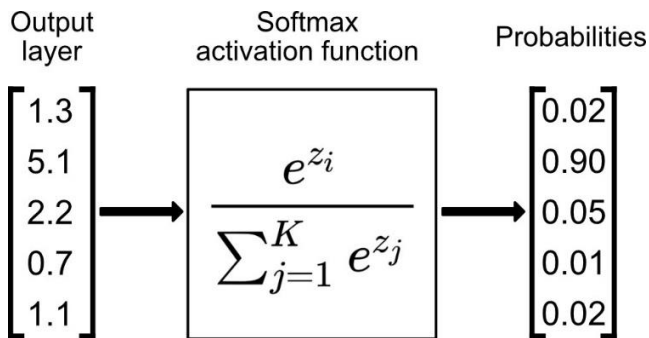 Output
layer
Softmax
activation function
Probabilities
1.3
5.1
2.2
0.7
1.1
e^{z_i}
∑_{j=1}^{K} e^{z_j}
0.02
0.90
0.05
0.01
0.02